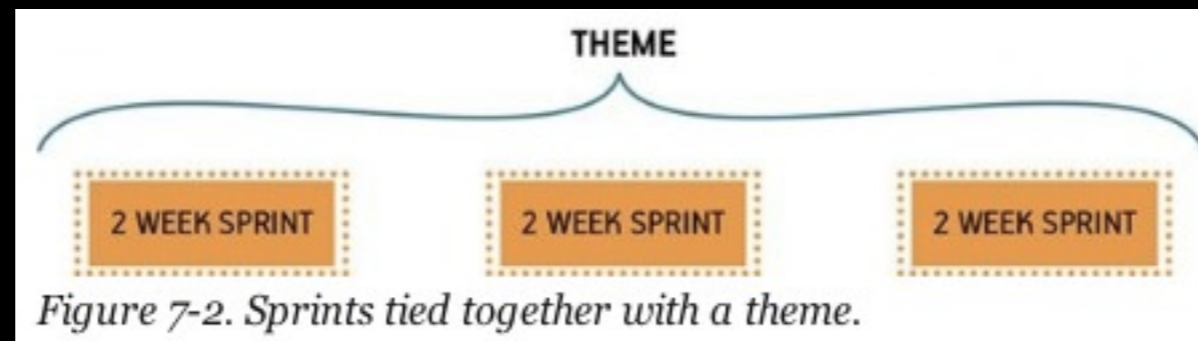 THEME
2 WEEK SPRINT 2 WEEK SPRINT 2 WEEK SPRINT
Figure 7-2. Sprints tied together with a theme.